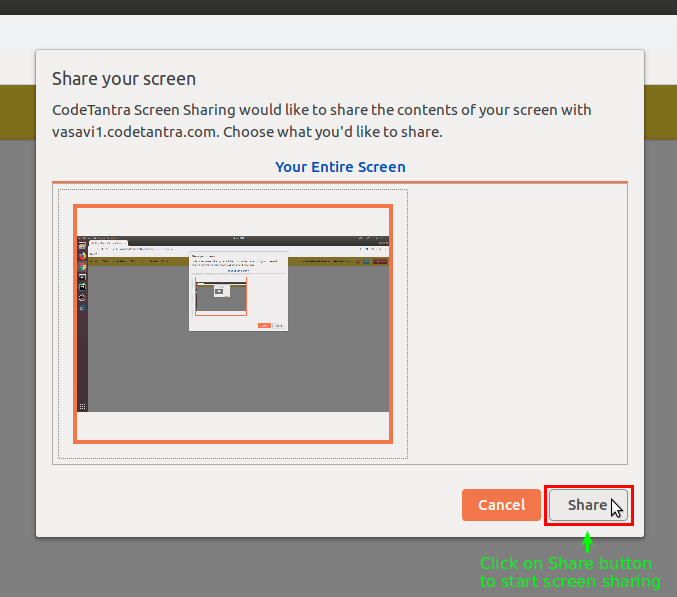 Share your screen
CodeTantra Screen Sharing would like to share the contents of your screen with
vasavi1.codetantra.com. Choose what you'd like to share.
Your Entire Screen
Cancel
Share
Click on Share button
to start screen sharing